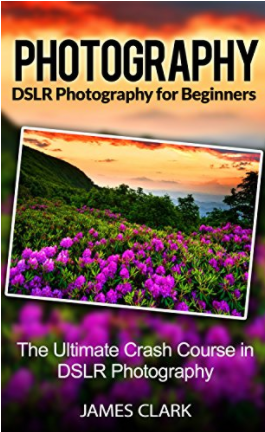 PHOTOGRAPHY
DSLR Photography for Beginners
The Ultimate Crash Course in
DSLR Photography
JAMES CLARK